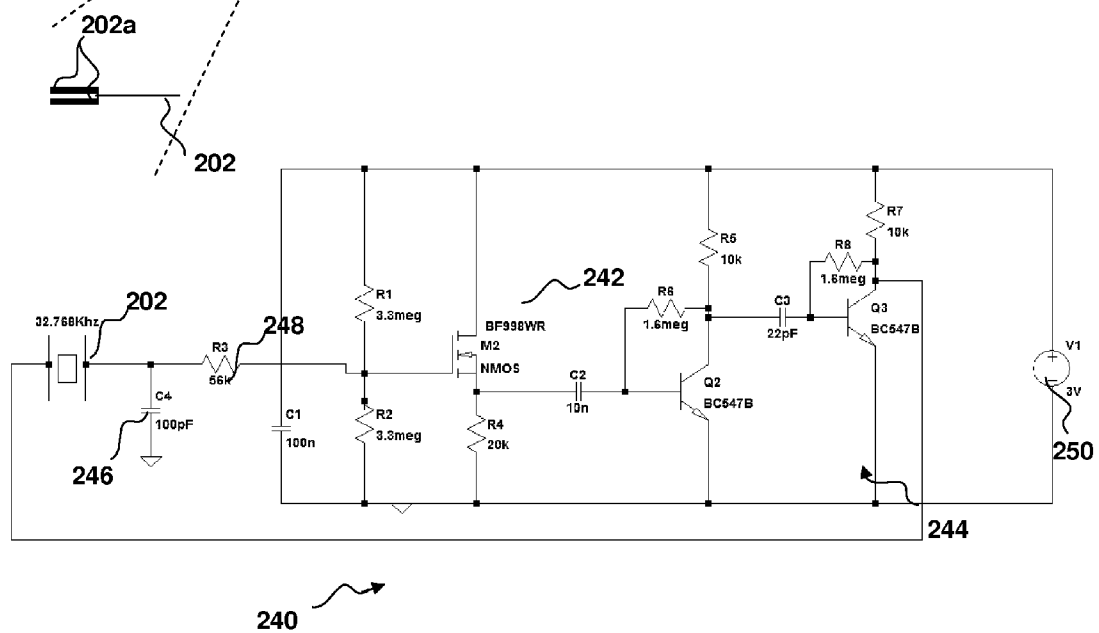 202a
202
R7
10k
R5
10k
R8
1.6meg
242
R6
1.6meg
C3
22pF
Q3
BC547B
R1
3.3meg
BF998WR
M2
NMOS
202
32.768Khz
248
R3
56k
V1
3V
C2
10n
Q2
BC547B
C4
100pF
C1
100n
R2
3.3meg
R4
20k
246
250
244
240